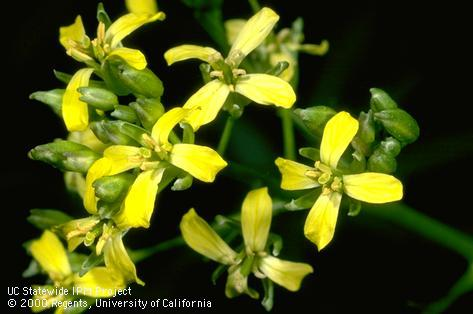 UC Statewide IPM Project
© 2000 Regents, University of California